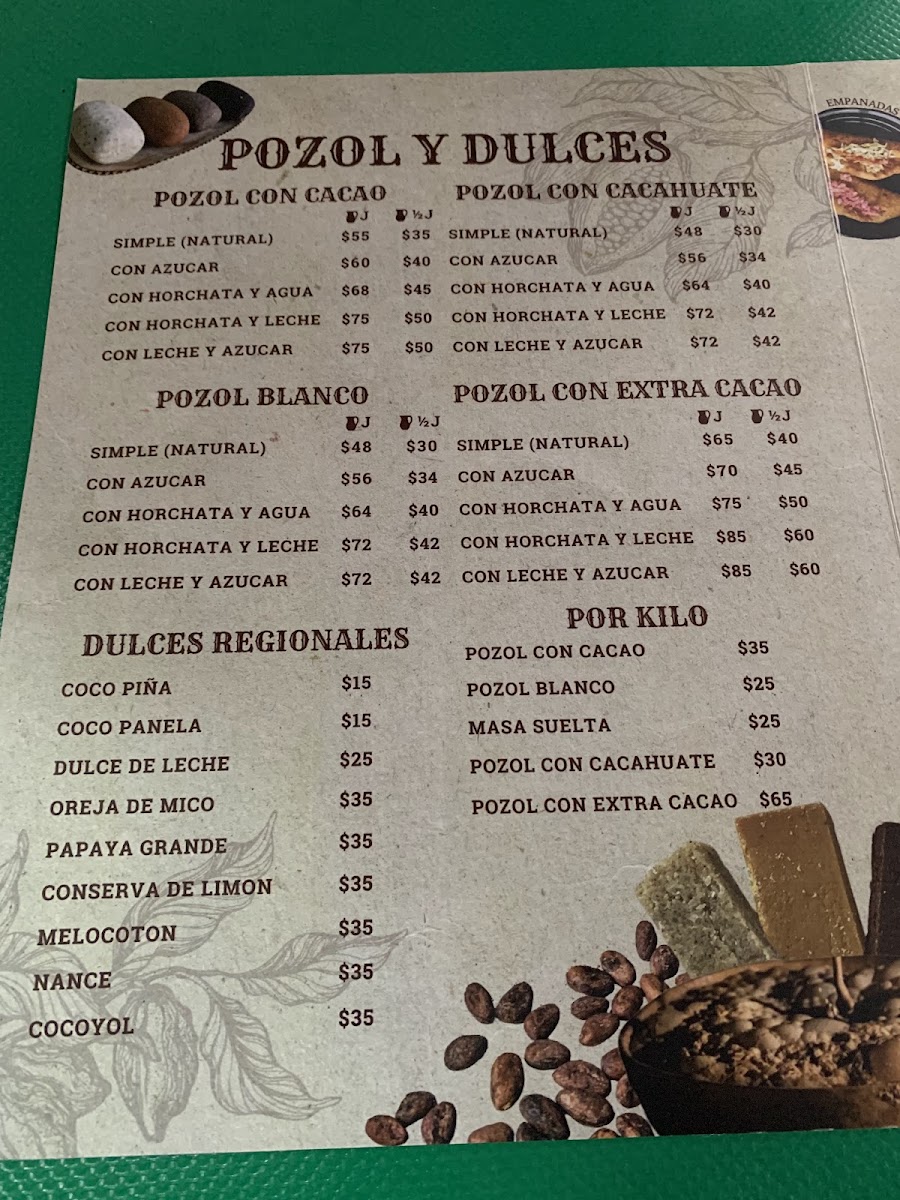 EMPANADAS
POZOL Y DULCES
POZOL CON CACAO
J ½ J
SIMPLE (NATURAL) $55 $35
CON AZUCAR $60 $40
CON HORCHATA Y AGUA $68 $45
CON HORCHATA Y LECHE $75 $50
CON LECHE Y AZUCAR $75 $50
POZOL CON CACAHUATE
J ½ J
SIMPLE (NATURAL) $48 $30
CON AZUCAR $56 $34
CON HORCHATA Y AGUA $64 $40
CON HORCHATA Y LECHE $72 $42
CON LECHE Y AZUCAR $72 $42
POZOL BLANCO
J ½ J
SIMPLE (NATURAL) $48 $30
CON AZUCAR $56 $34
CON HORCHATA Y AGUA $64 $40
CON HORCHATA Y LECHE $72 $42
CON LECHE Y AZUCAR $72 $42
POZOL CON EXTRA CACAO
J ½ J
SIMPLE (NATURAL) $65 $40
CON AZUCAR $70 $45
CON HORCHATA Y AGUA $75 $50
CON HORCHATA Y LECHE $85 $60
CON LECHE Y AZUCAR $85 $60
DULCES REGIONALES
COCO PIÑA $15
COCO PANELA $15
DULCE DE LECHE $25
OREJA DE MICO $35
PAPAYA GRANDE $35
CONSERVA DE LIMON $35
MELOCOTON $35
NANCE $35
COCOYOL $35
POR KILO
POZOL CON CACAO $35
POZOL BLANCO $25
MASA SUELTA $25
POZOL CON CACAHUATE $30
POZOL CON EXTRA CACAO $65